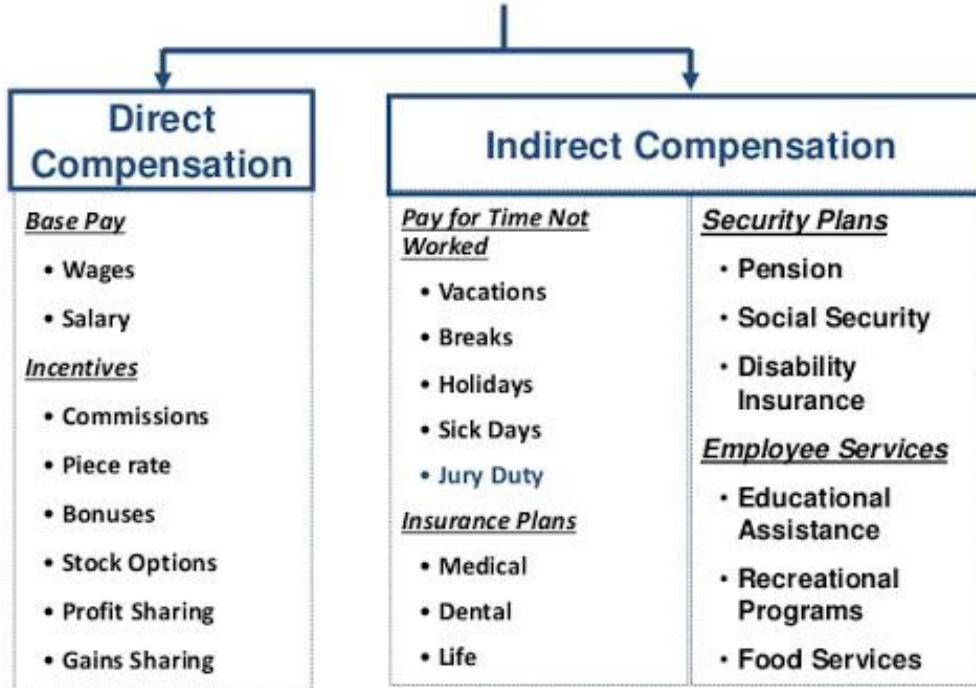 Direct
Compensation
Base Pay
• Wages
• Salary
Incentives
• Commissions
• Piece rate
• Bonuses
• Stock Options
• Profit Sharing
• Gains Sharing
Indirect Compensation
Pay for Time Not
Worked
• Vacations
• Breaks
• Holidays
• Sick Days
• Jury Duty
Insurance Plans
• Medical
• Dental
• Life
Security Plans
• Pension
• Social Security
• Disability
Insurance
Employee Services
• Educational
Assistance
• Recreational
Programs
• Food Services